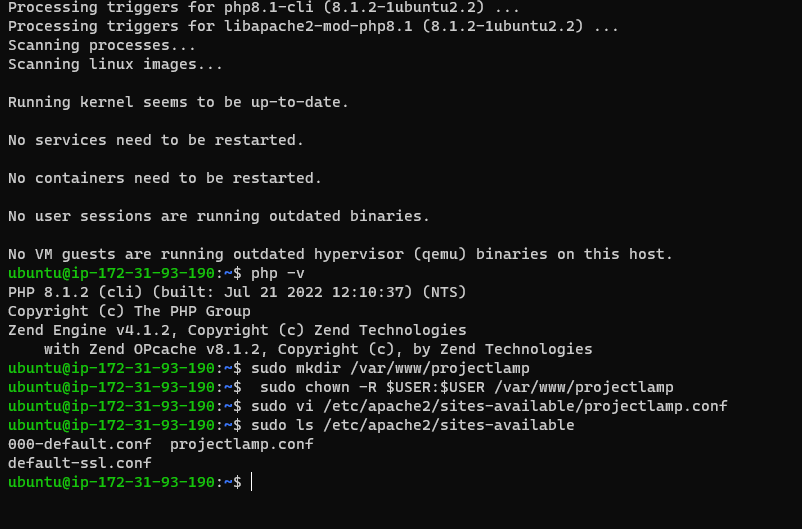 Processing triggers for php8.1-cli (8.1.2-1ubuntu2.2) ...
Processing triggers for libapache2-mod-php8.1 (8.1.2-1ubuntu2.2) ...
Scanning processes...
Scanning linux images...
Running kernel seems to be up-to-date.
No services need to be restarted.
No containers need to be restarted.
No user sessions are running outdated binaries.
No VM guests are running outdated hypervisor (qemu) binaries on this host.
ubuntu@ip-172-31-93-190:~$ php -v
PHP 8.1.2 (cli) (built: Jul 21 2022 12:10:37) (NTS)
Copyright (c) The PHP Group
Zend Engine v4.1.2, Copyright (c) Zend Technologies
    with Zend OPcache v8.1.2, Copyright (c), by Zend Technologies
ubuntu@ip-172-31-93-190:~$ sudo mkdir /var/www/projectlamp
ubuntu@ip-172-31-93-190:~$  sudo chown -R $USER:$USER /var/www/projectlamp
ubuntu@ip-172-31-93-190:~$ sudo vi /etc/apache2/sites-available/projectlamp.conf
ubuntu@ip-172-31-93-190:~$ sudo ls /etc/apache2/sites-available
000-default.conf  projectlamp.conf
default-ssl.conf
ubuntu@ip-172-31-93-190:~$